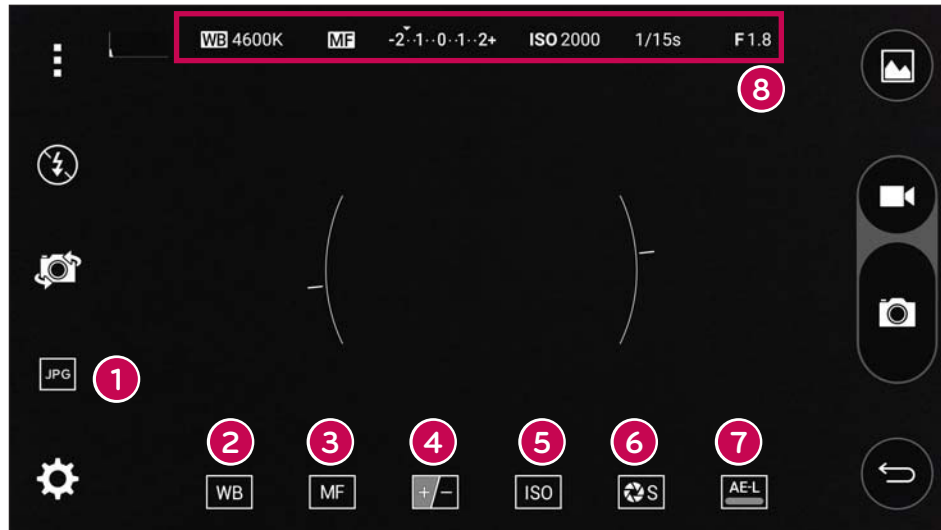 WB 4600K MF -2··1··0··1··2+ ISO 2000 1/15s F 1.8
8
JPG 1
2 3 4 5 6 7
WB MF +/- ISO S AE-L